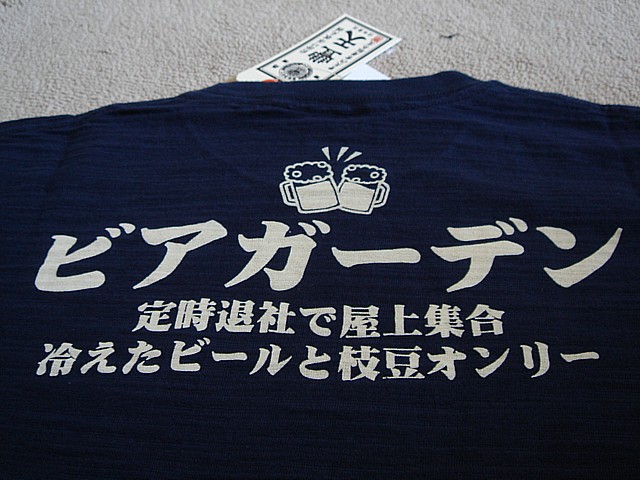 ビアガーデン
定時退社で屋上集合
冷えたビールと枝豆オンリー